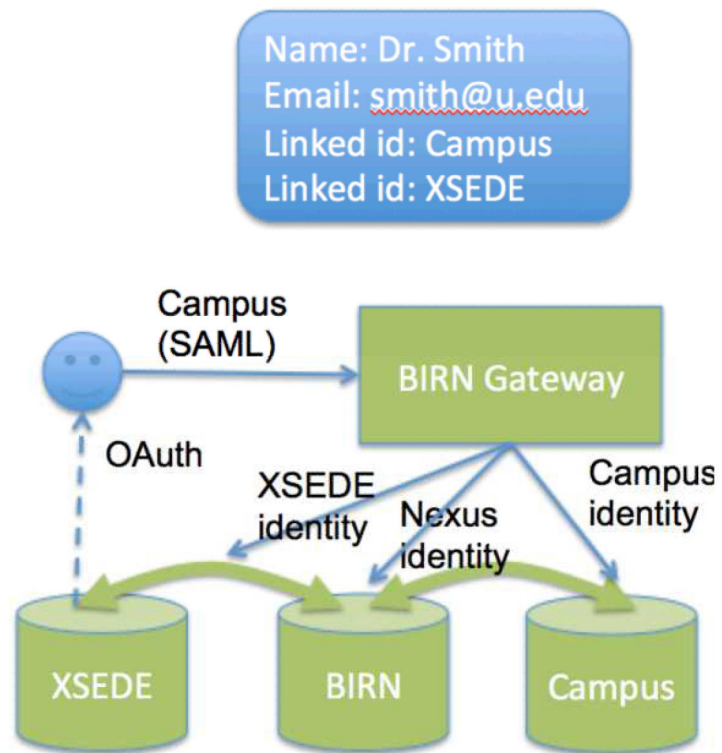 Name: Dr. Smith
Email: smith@u.edu
Linked id: Campus
Linked id: XSEDE
Campus
(SAML)
BIRN Gateway
OAuth
XSEDE
identity
Nexus
identity
Campus
identity
XSEDE
BIRN
Campus